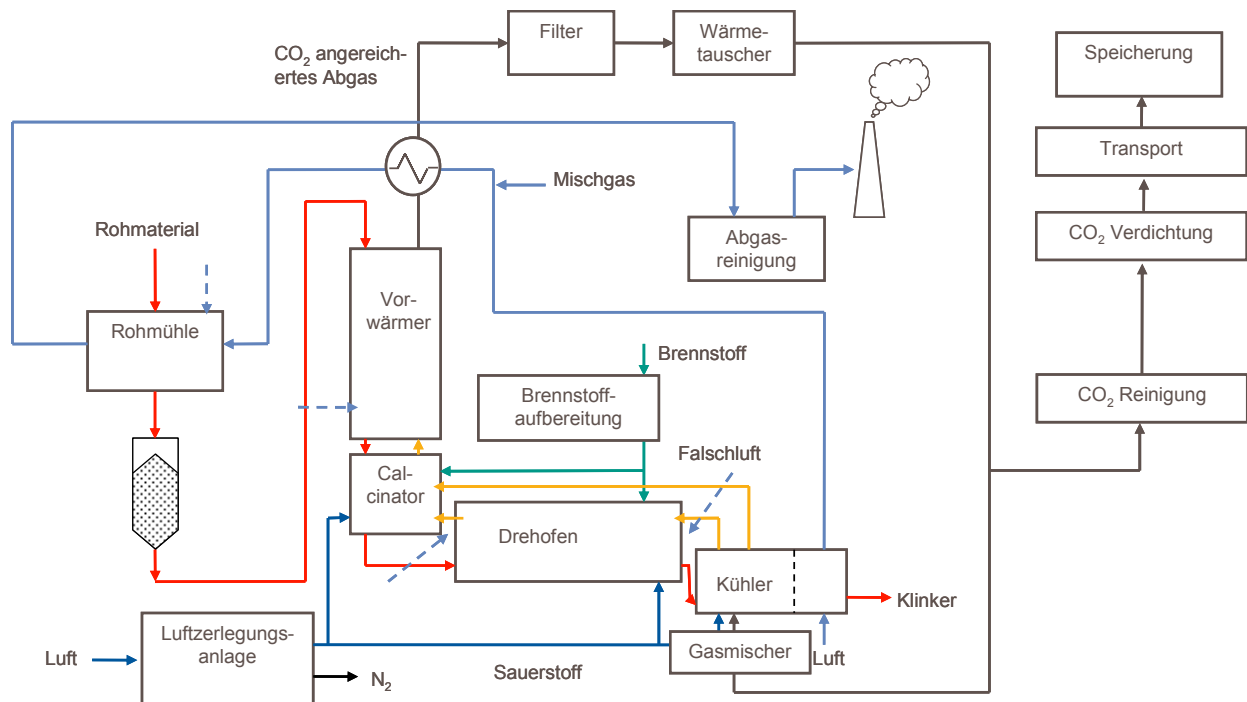 Filter
Wärme-
tauscher
CO₂ angereich-
ertes Abgas
Speicherung
Transport
Mischgas
Rohmaterial
Abgas-
reinigung
CO₂ Verdichtung
Vor-
wärmer
Rohmühle
Brennstoff
Brennstoff-
aufbereitung
CO₂ Reinigung
Falschluft
Cal-
cinator
Drehofen
Kühler
Klinker
Luftzerlegungs-
anlage
Luft
Sauerstoff
Gasmischer
Luft
N₂